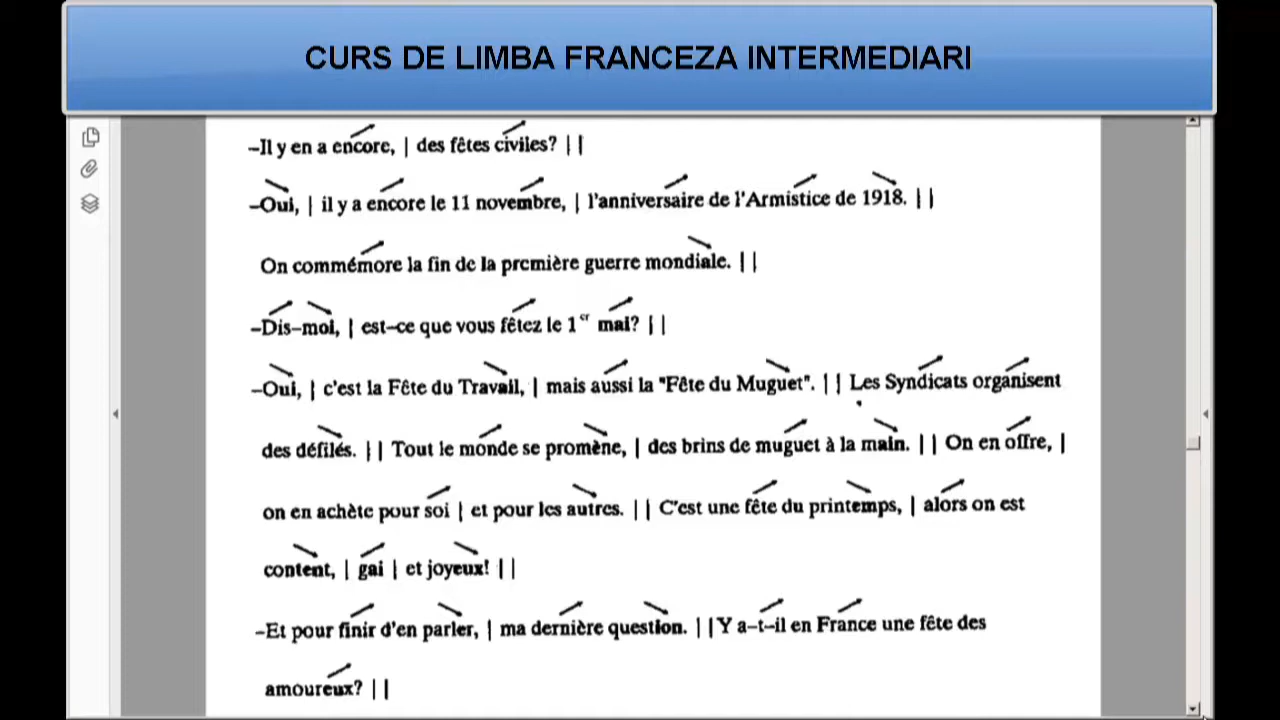 CURS DE LIMBA FRANCEZA INTERMEDIARI
–Il y en a encore, | des fêtes civiles? ||
–Oui, | il y a encore le 11 novembre, | l'anniversaire de l'Armistice de 1918. ||
On commémore la fin de la première guerre mondiale. ||
–Dis–moi, | est–ce que vous fêtez le 1er mai? ||
–Oui, | c'est la Fête du Travail, | mais aussi la "Fête du Muguet". || Les Syndicats organisent
des défilés. || Tout le monde se promène, | des brins de muguet à la main. || On en offre, |
on en achète pour soi | et pour les autres. || C'est une fête du printemps, | alors on est
content, | gai | et joyeux! ||
–Et pour finir d'en parler, | ma dernière question. || Y a–t–il en France une fête des
amoureux? ||